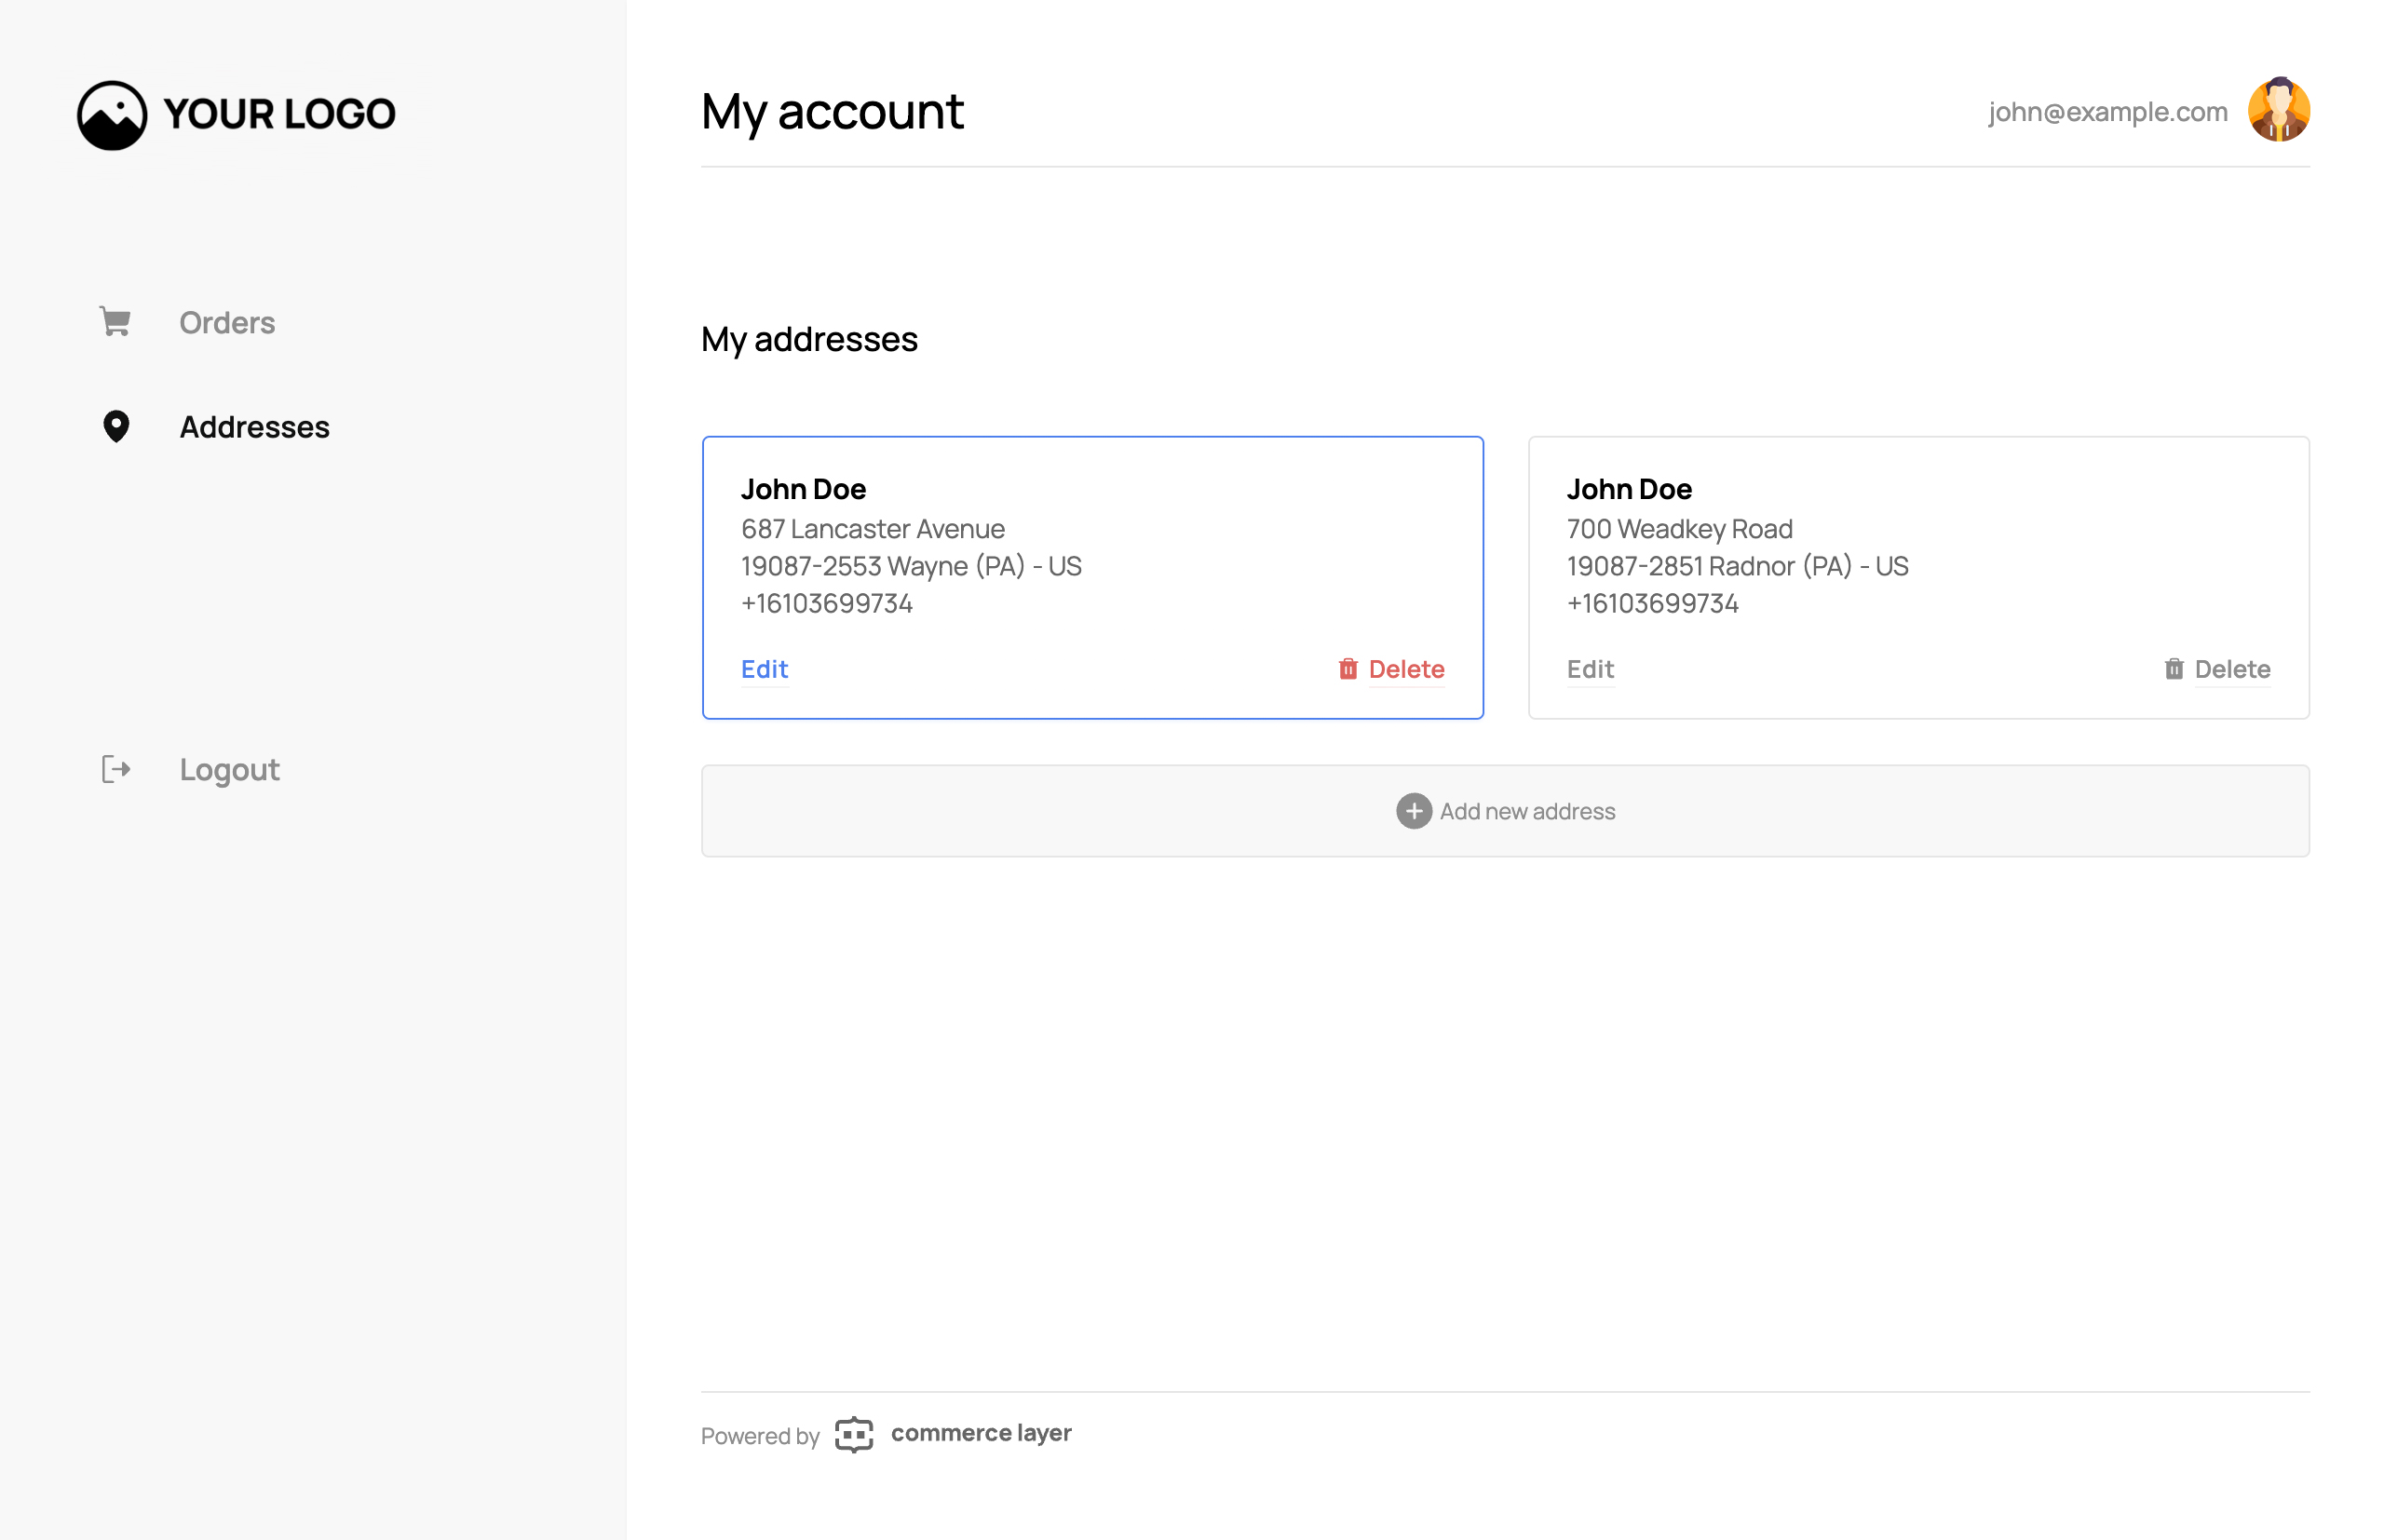 YOUR LOGO
Orders
Addresses
Logout
My account
john@example.com
My addresses
John Doe
687 Lancaster Avenue
19087-2553 Wayne (PA) - US
+16103699734
Edit
Delete
John Doe
700 Weadkey Road
19087-2851 Radnor (PA) - US
+16103699734
Edit
Delete
Add new address
Powered by commerce layer